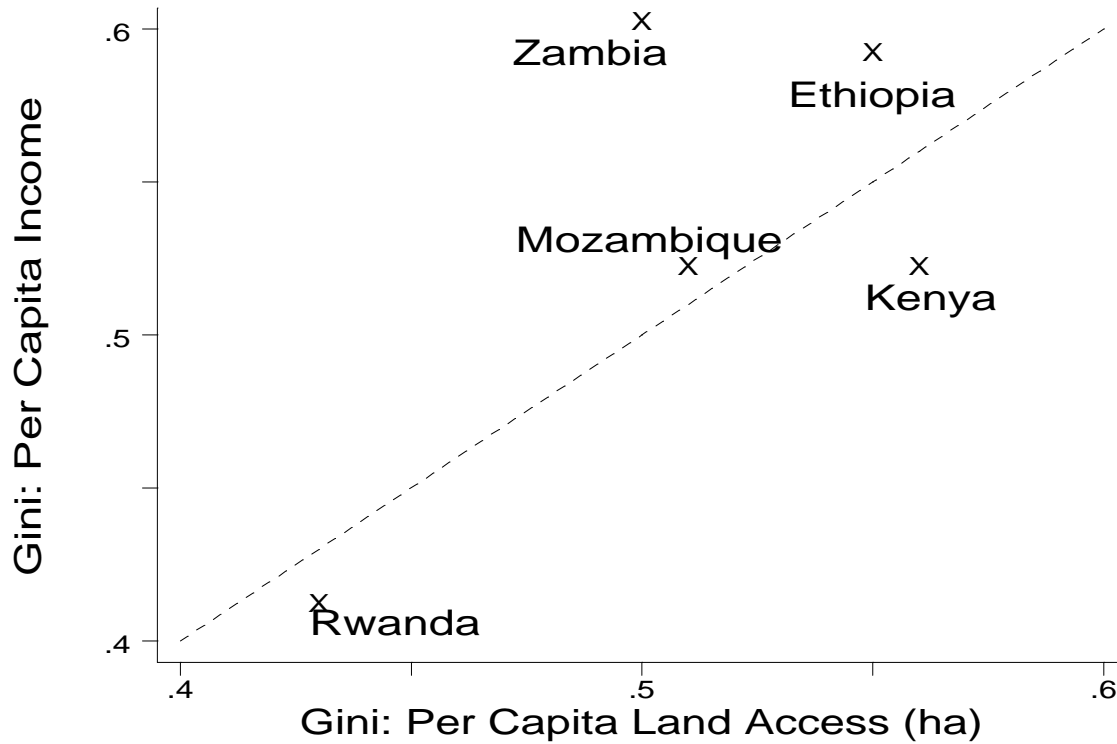 Gini: Per Capita Income
.6
.5
.4
x
Zambia
x
Ethiopia
Mozambique
x
x
Kenya
x
Rwanda
.4
.5
.6
Gini: Per Capita Land Access (ha)